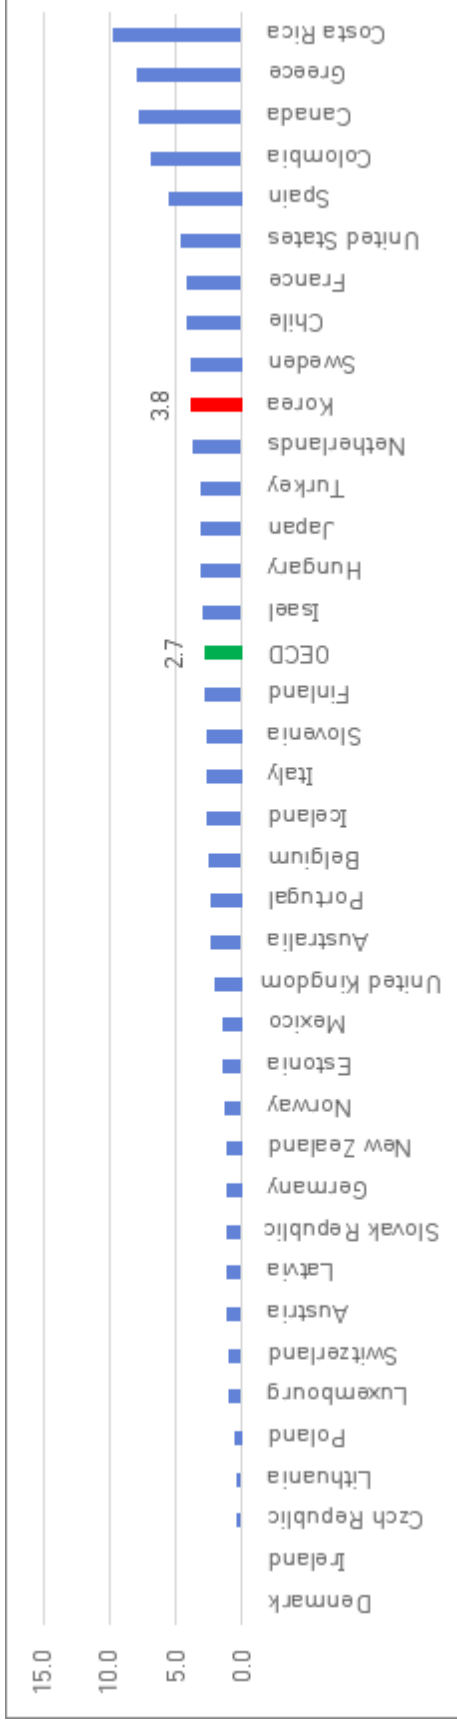 15.0
10.0
5.0
0.0
3.8
2.7
Costa Rica
Greece
Canada
Colombia
Spain
United States
France
Chile
Sweden
Korea
Netherlands
Turkey
Japan
Hungary
Isael
OECD
Finland
Slovenia
Italy
Iceland
Belgium
Portugal
Australia
United Kingdom
Mexico
Estonia
Norway
New Zealand
Germany
Slovak Republic
Latvia
Austria
Switzerland
Luxembourg
Poland
Lithuania
Czch Republic
Ireland
Denmark